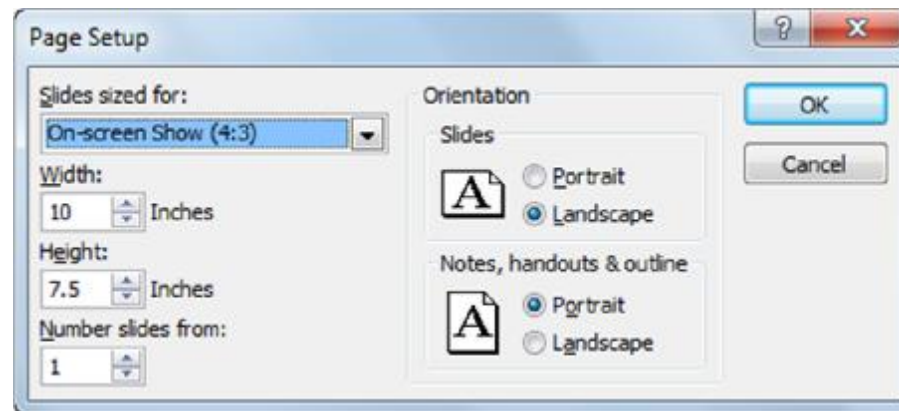 Page Setup
Slides sized for:
On-screen Show (4:3)
Width:
10 Inches
Height:
7.5 Inches
Number slides from:
1
Orientation
Slides
A
Portrait
Landscape
Notes, handouts & outline
A
Portrait
Landscape
?
X
OK
Cancel